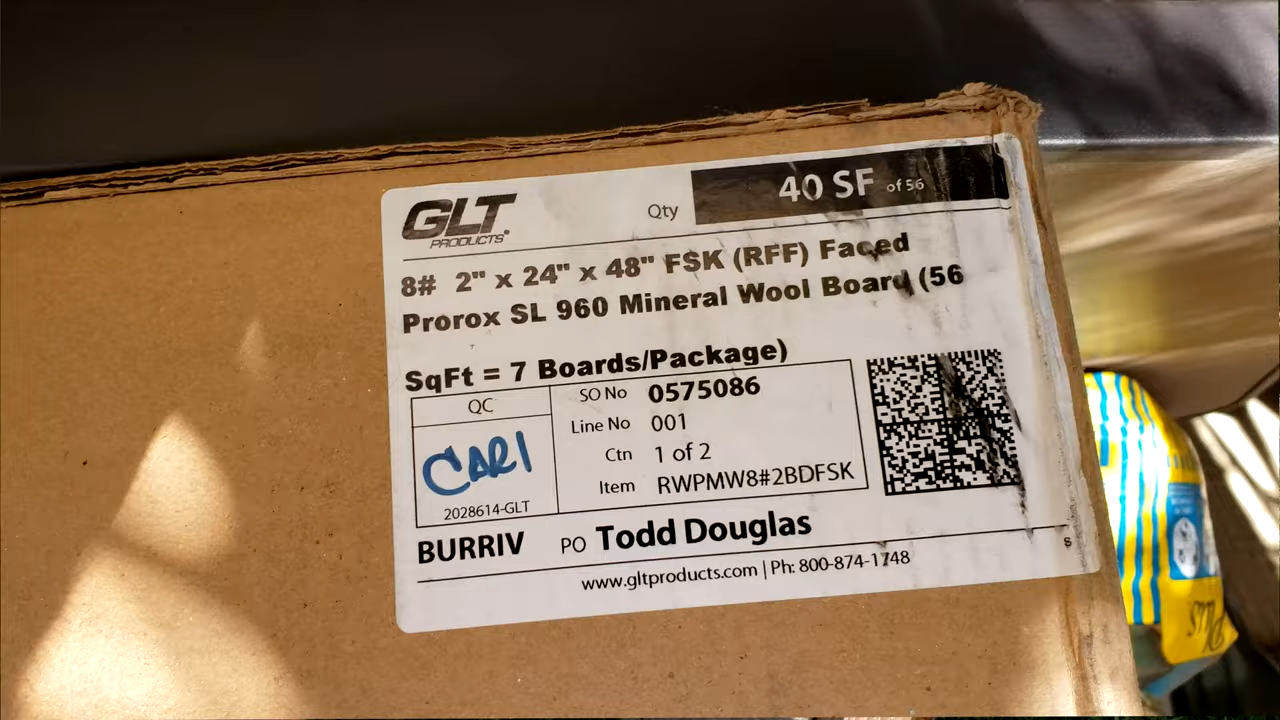 GLT
PRODUCTS®
Qty 40 SF of 56
8# 2" x 24" x 48" FSK (RFF) Faced
Prorox SL 960 Mineral Wool Board (56
SqFt = 7 Boards/Package)
QC
CARI
2028614-GLT
SO No 0575086
Line No 001
Ctn 1 of 2
Item RWPMW8#2BDFSK
BURRIV PO Todd Douglas
s
www.gltproducts.com | Ph: 800-874-1748
Plus